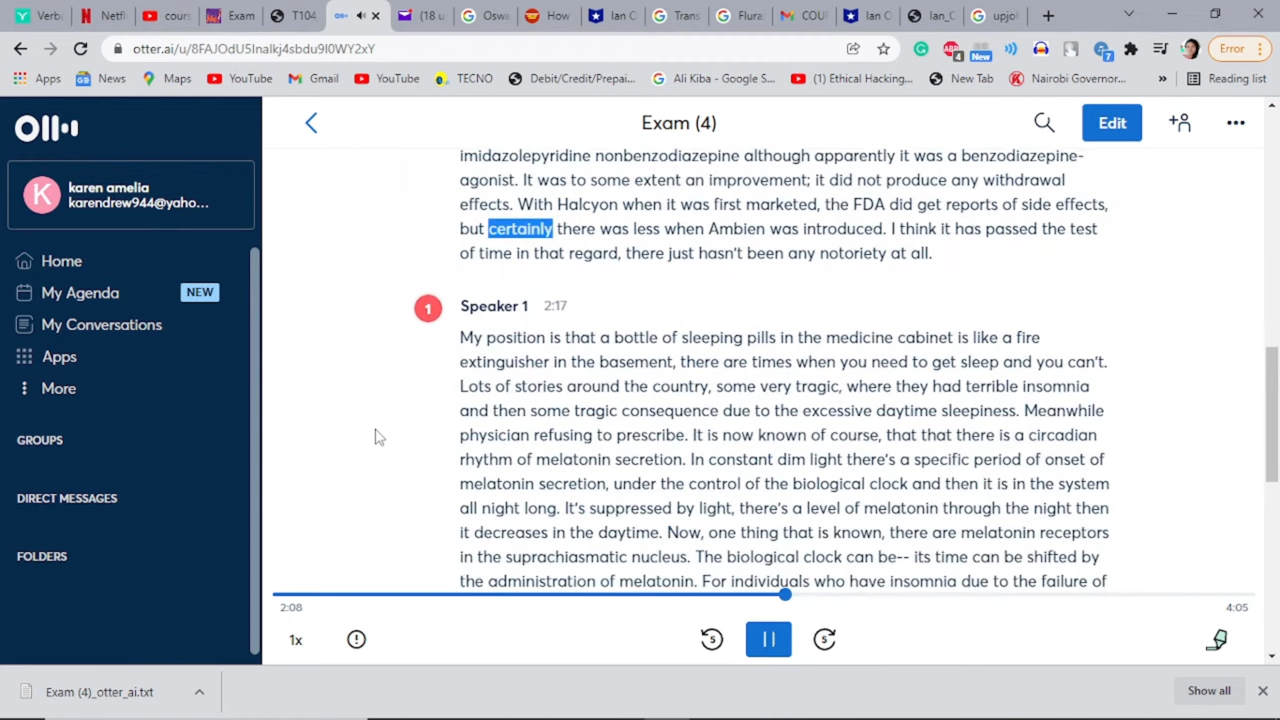 Verb
Netfl
cours
Exam
T104
(18 u
Osw
How
Ian C
Trans
Flura
COU
Ian C
Ian_C
upjol
otter.ai/u/8FAJOdU5Inalkj4sbdu9I0WY2xY
4
New
7
Error
Apps
News
Maps
YouTube
Gmail
YouTube
TECNO
Debit/Credit/Prepai...
Ali Kiba - Google S...
(1) Ethical Hacking...
New Tab
Nairobi Governor...
»
Reading list
Exam (4)
Edit
K
karen amelia
karendrew944@yaho...
Home
My Agenda
NEW
My Conversations
Apps
More
GROUPS
DIRECT MESSAGES
FOLDERS
imidazolepyridine nonbenzodiazepine although apparently it was a benzodiazepine-
agonist. It was to some extent an improvement; it did not produce any withdrawal
effects. With Halcyon when it was first marketed, the FDA did get reports of side effects,
but certainly there was less when Ambien was introduced. I think it has passed the test
of time in that regard, there just hasn't been any notoriety at all.
1
Speaker 1 2:17
My position is that a bottle of sleeping pills in the medicine cabinet is like a fire
extinguisher in the basement, there are times when you need to get sleep and you can't.
Lots of stories around the country, some very tragic, where they had terrible insomnia
and then some tragic consequence due to the excessive daytime sleepiness. Meanwhile
physician refusing to prescribe. It is now known of course, that that there is a circadian
rhythm of melatonin secretion. In constant dim light there's a specific period of onset of
melatonin secretion, under the control of the biological clock and then it is in the system
all night long. It's suppressed by light, there's a level of melatonin through the night then
it decreases in the daytime. Now, one thing that is known, there are melatonin receptors
in the suprachiasmatic nucleus. The biological clock can be-- its time can be shifted by
the administration of melatonin. For individuals who have insomnia due to the failure of
2:08
4:05
1x
5
5
Exam (4)_otter_ai.txt
Show all